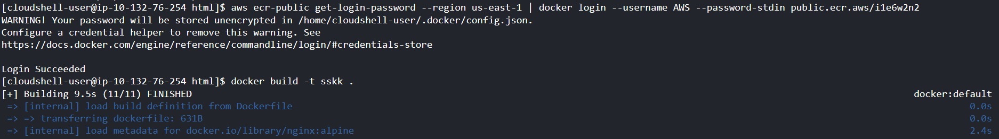 [cloudshell-user@ip-10-132-76-254 html]$ aws ecr-public get-login-password --region us-east-1 | docker login --username AWS --password-stdin public.ecr.aws/i1e6w2n2
WARNING! Your password will be stored unencrypted in /home/cloudshell-user/.docker/config.json.
Configure a credential helper to remove this warning. See
https://docs.docker.com/engine/reference/commandline/login/#credentials-store
Login Succeeded
[cloudshell-user@ip-10-132-76-254 html]$ docker build -t sskk .
[+] Building 9.5s (11/11) FINISHED docker:default
=> [internal] load build definition from Dockerfile 0.0s
=> => transferring dockerfile: 631B 0.0s
=> [internal] load metadata for docker.io/library/nginx:alpine 2.4s